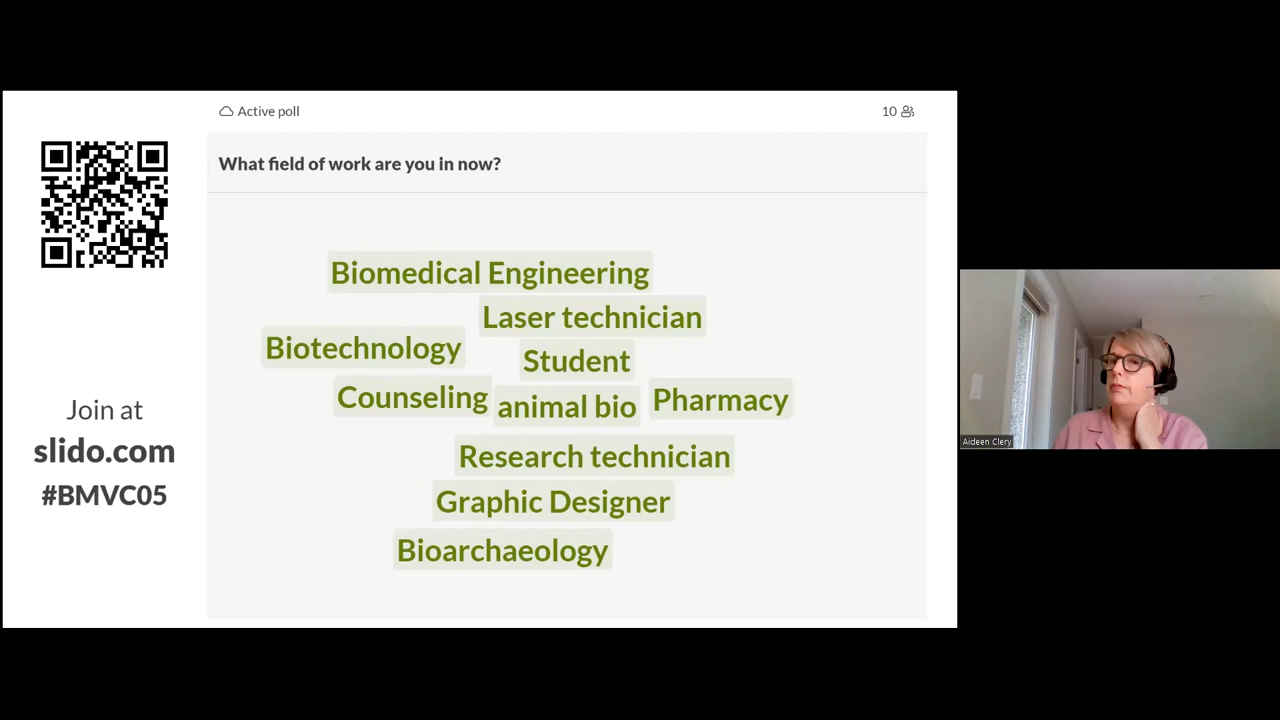 Active poll
10
What field of work are you in now?
Biomedical Engineering
Laser technician
Biotechnology
Student
Counseling
animal bio
Pharmacy
Research technician
Graphic Designer
Bioarchaeology
Join at
slido.com
#BMVC05
Aideen Clery